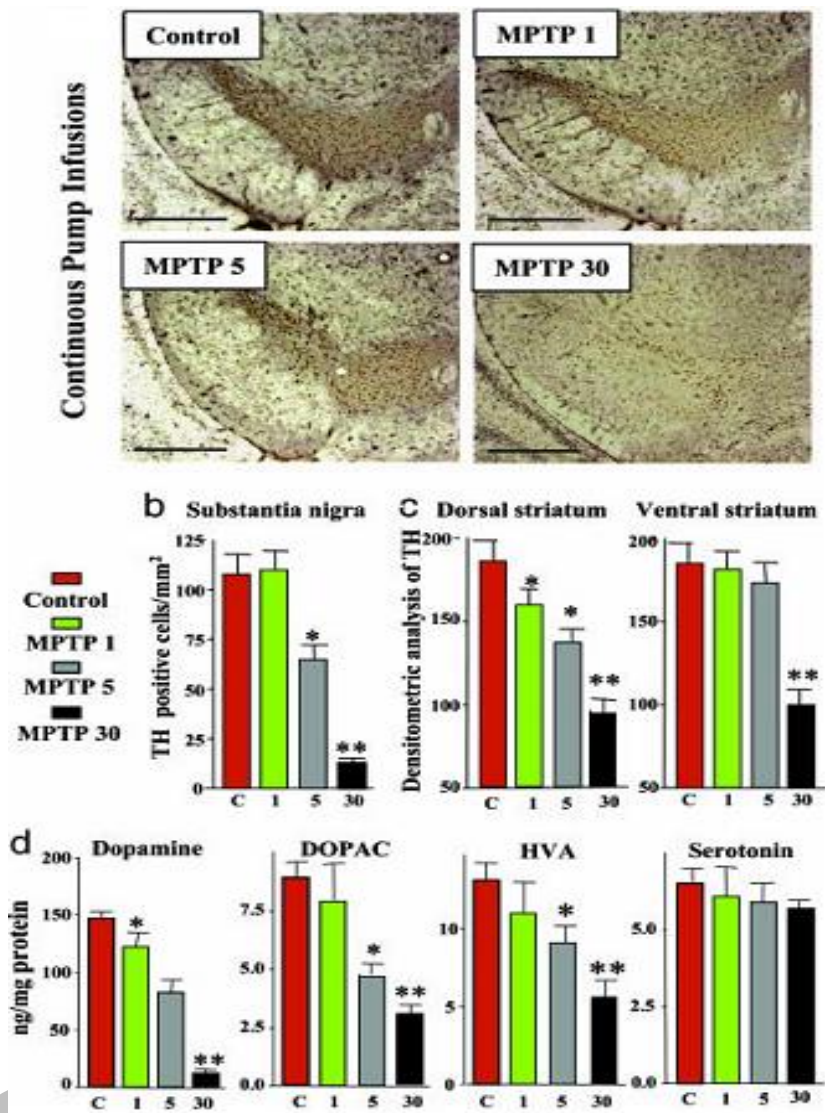 Continuous Pump Infusions
Control
MPTP 1
MPTP 5
MPTP 30
Control
MPTP 1
MPTP 5
MPTP 30
b Substantia nigra
TH positive cells/mm²
125
100
75
50
25
0
*
**
C 1 5 30
c Dorsal striatum
Densitometric analysis of TH
200
150
100
50
*
*
**
C 1 5 30
Ventral striatum
200
150
100
50
**
C 1 5 30
d Dopamine
ng/mg protein
200
150
100
50
0
*
**
C 1 5 30
DOPAC
7.5
5.0
2.5
0.0
*
**
C 1 5 30
HVA
10
5
0
*
**
C 1 5 30
Serotonin
5.0
2.5
0.0
C 1 5 30